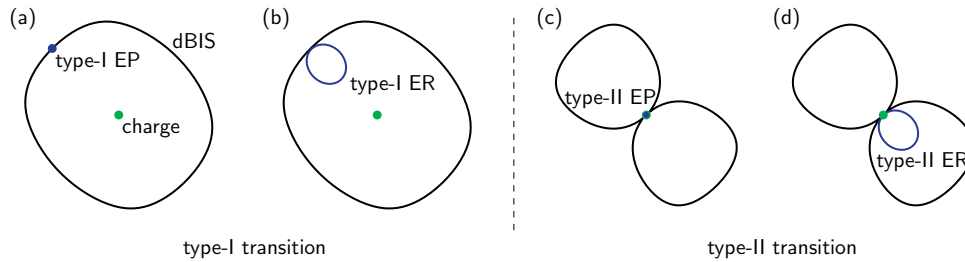 (a)
dBIS
type-I EP
charge
(b)
type-I ER
type-I transition
(c)
type-II EP
(d)
type-II ER
type-II transition